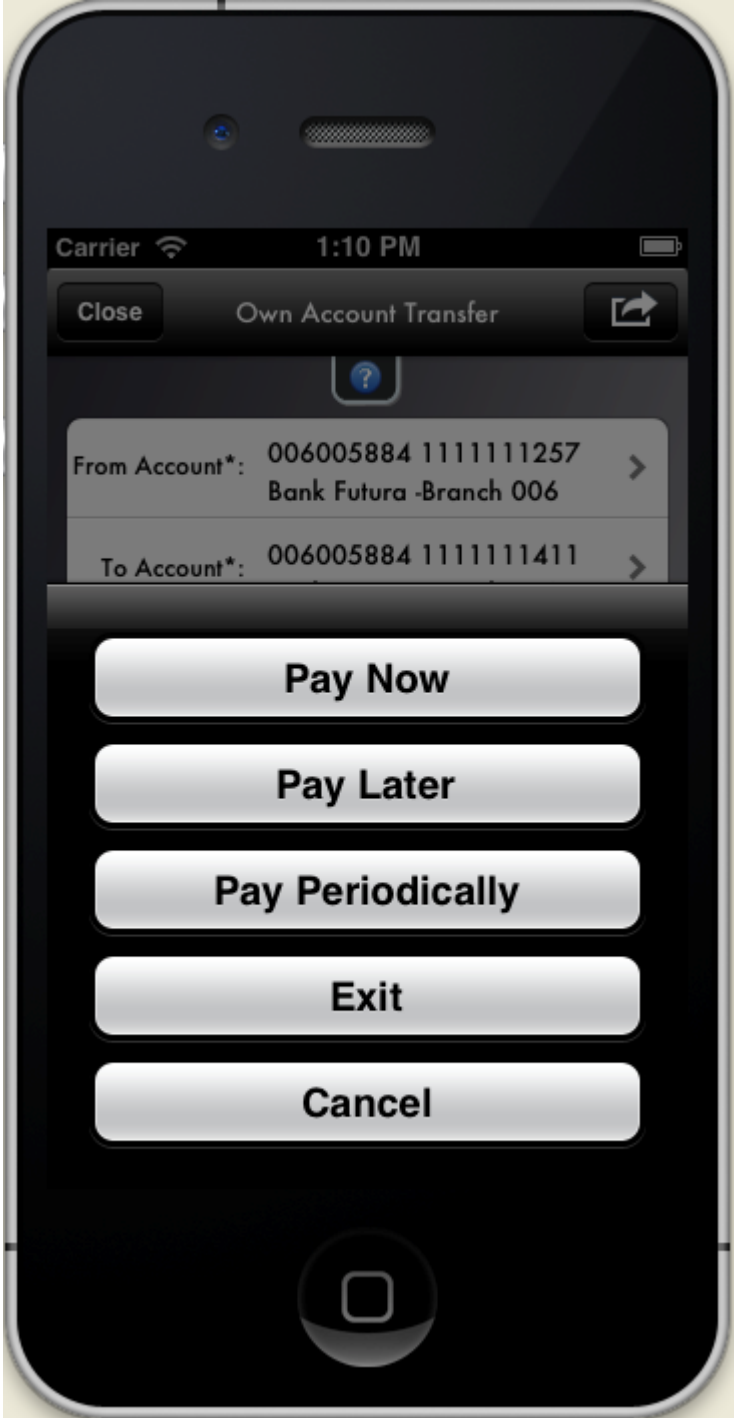 Carrier 1:10 PM
Close Own Account Transfer
?
From Account*: 006005884 1111111257
Bank Futura -Branch 006
To Account*: 006005884 1111111411
Pay Now
Pay Later
Pay Periodically
Exit
Cancel